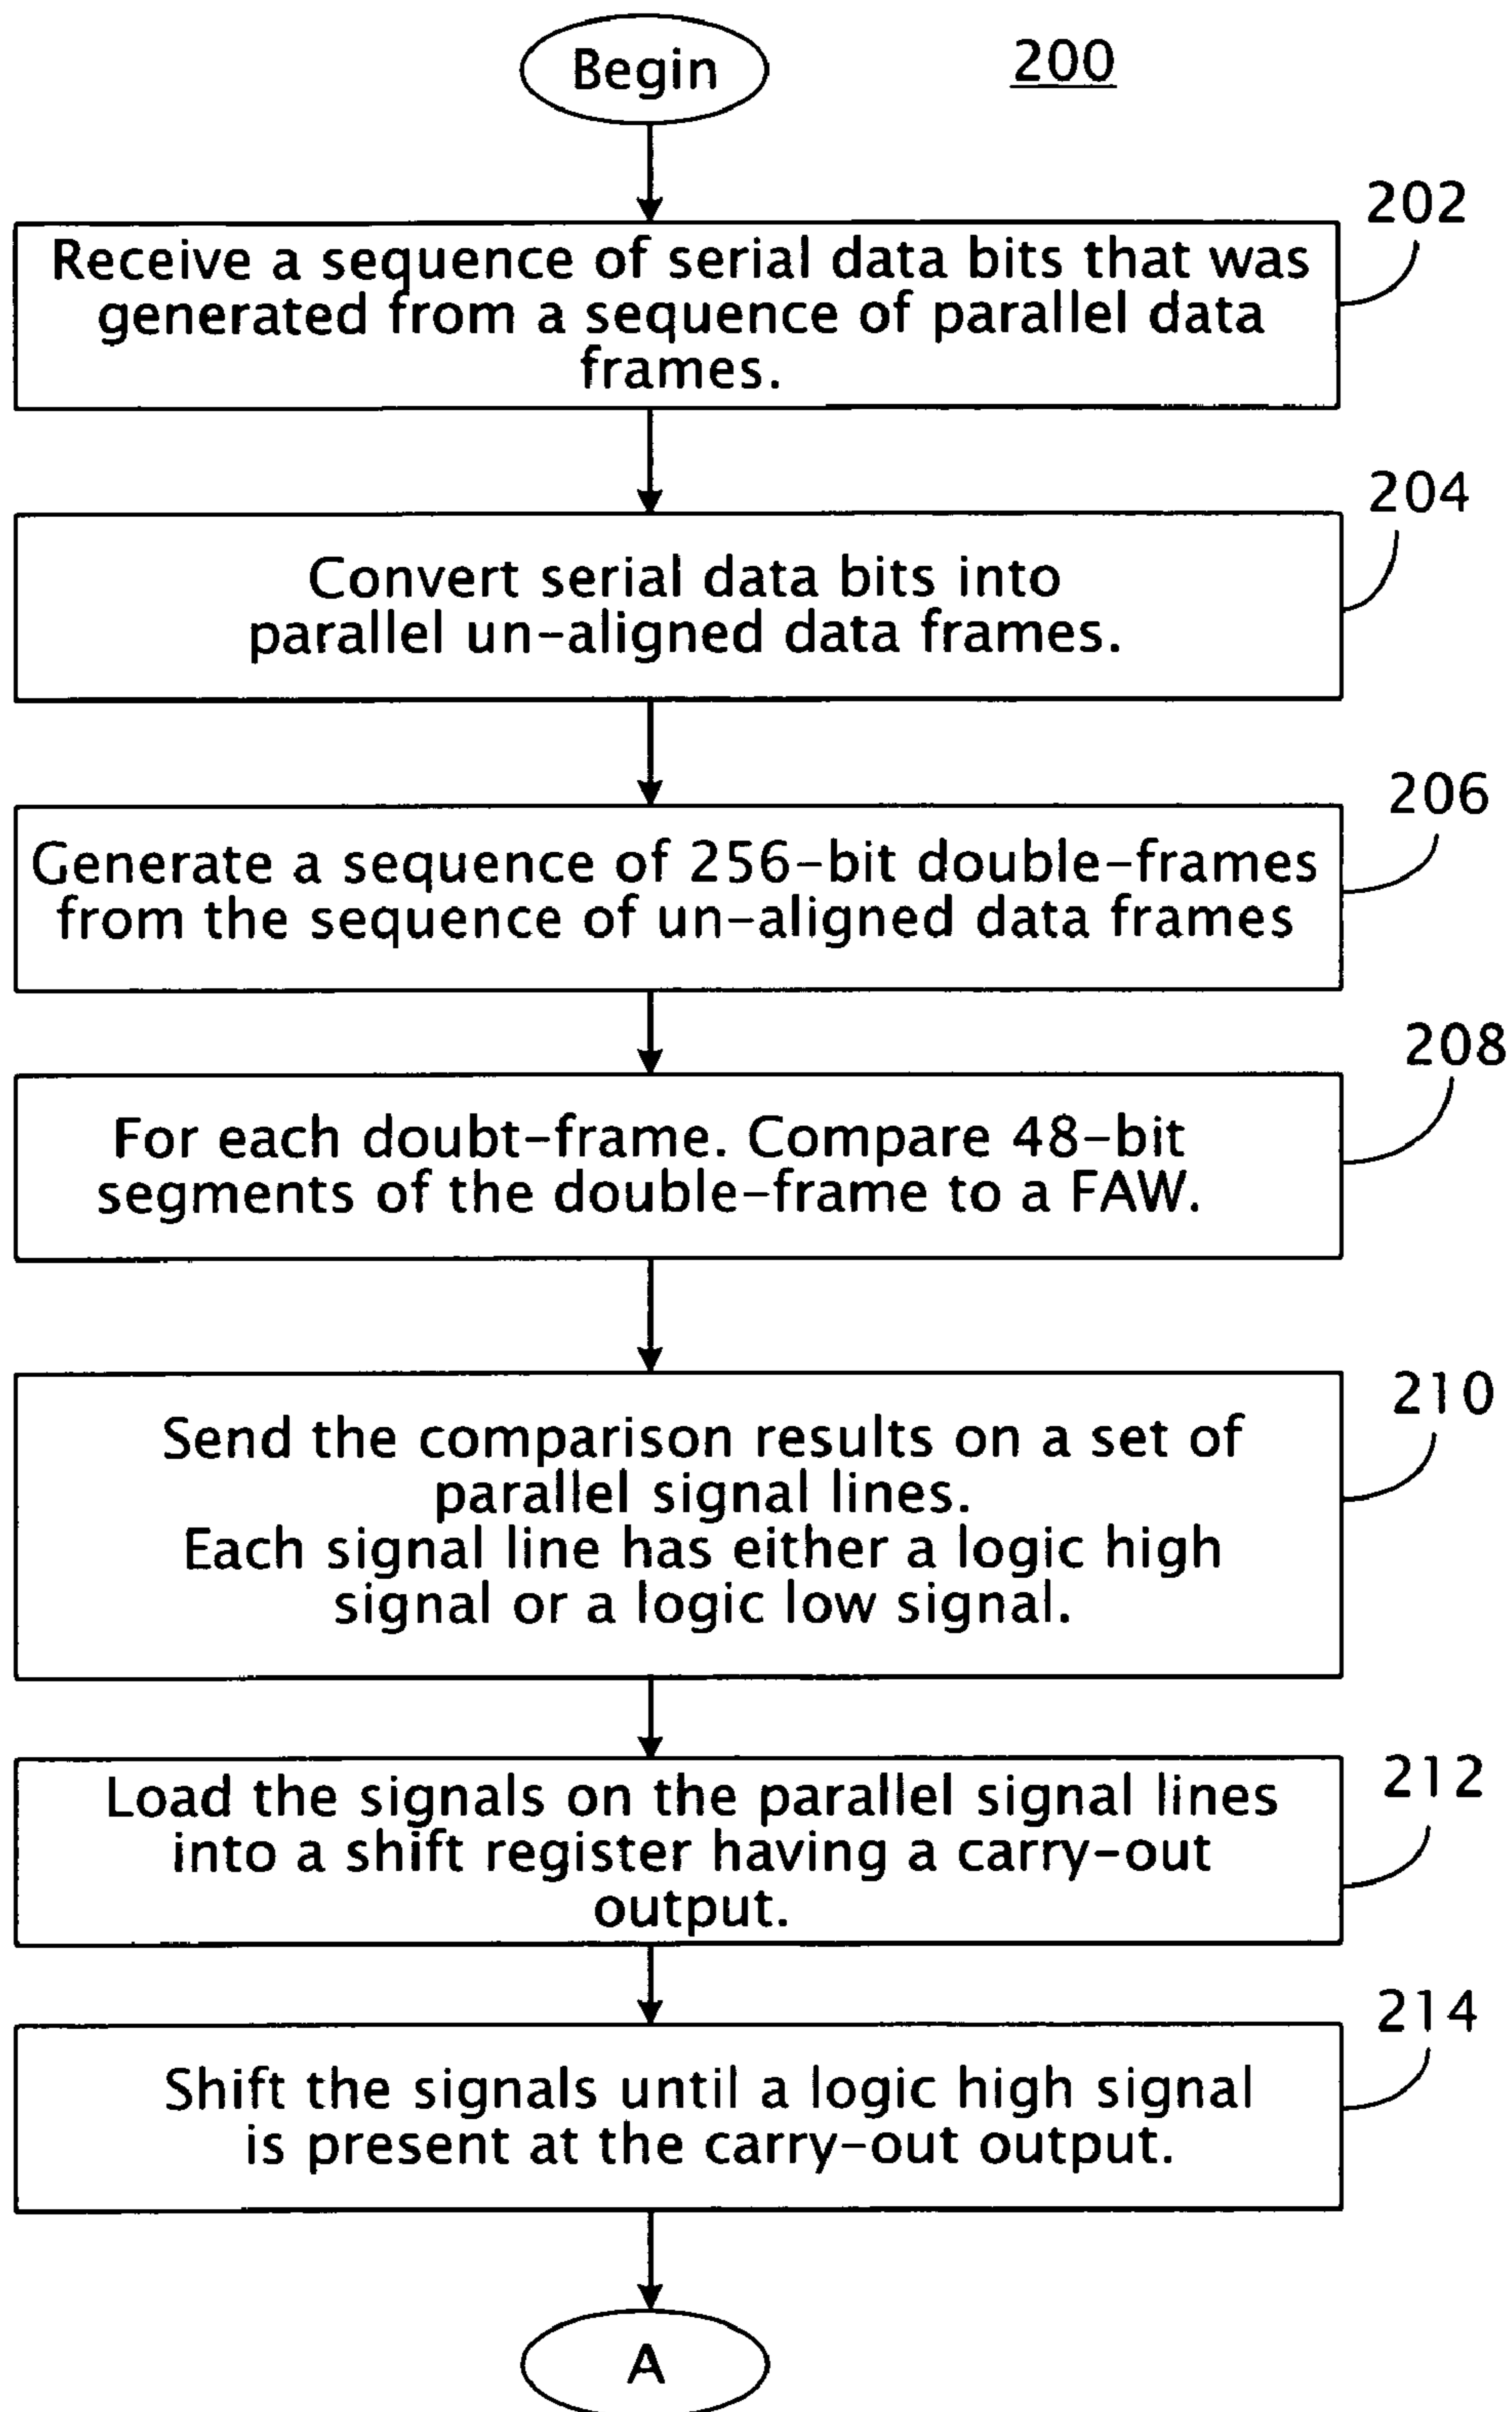 Begin
200
202
Receive a sequence of serial data bits that was
generated from a sequence of parallel data
frames.
204
Convert serial data bits into
parallel un-aligned data frames.
206
Generate a sequence of 256-bit double-frames
from the sequence of un-aligned data frames
208
For each doubt-frame. Compare 48-bit
segments of the double-frame to a FAW.
210
Send the comparison results on a set of
parallel signal lines.
Each signal line has either a logic high
signal or a logic low signal.
212
Load the signals on the parallel signal lines
into a shift register having a carry-out
output.
214
Shift the signals until a logic high signal
is present at the carry-out output.
A